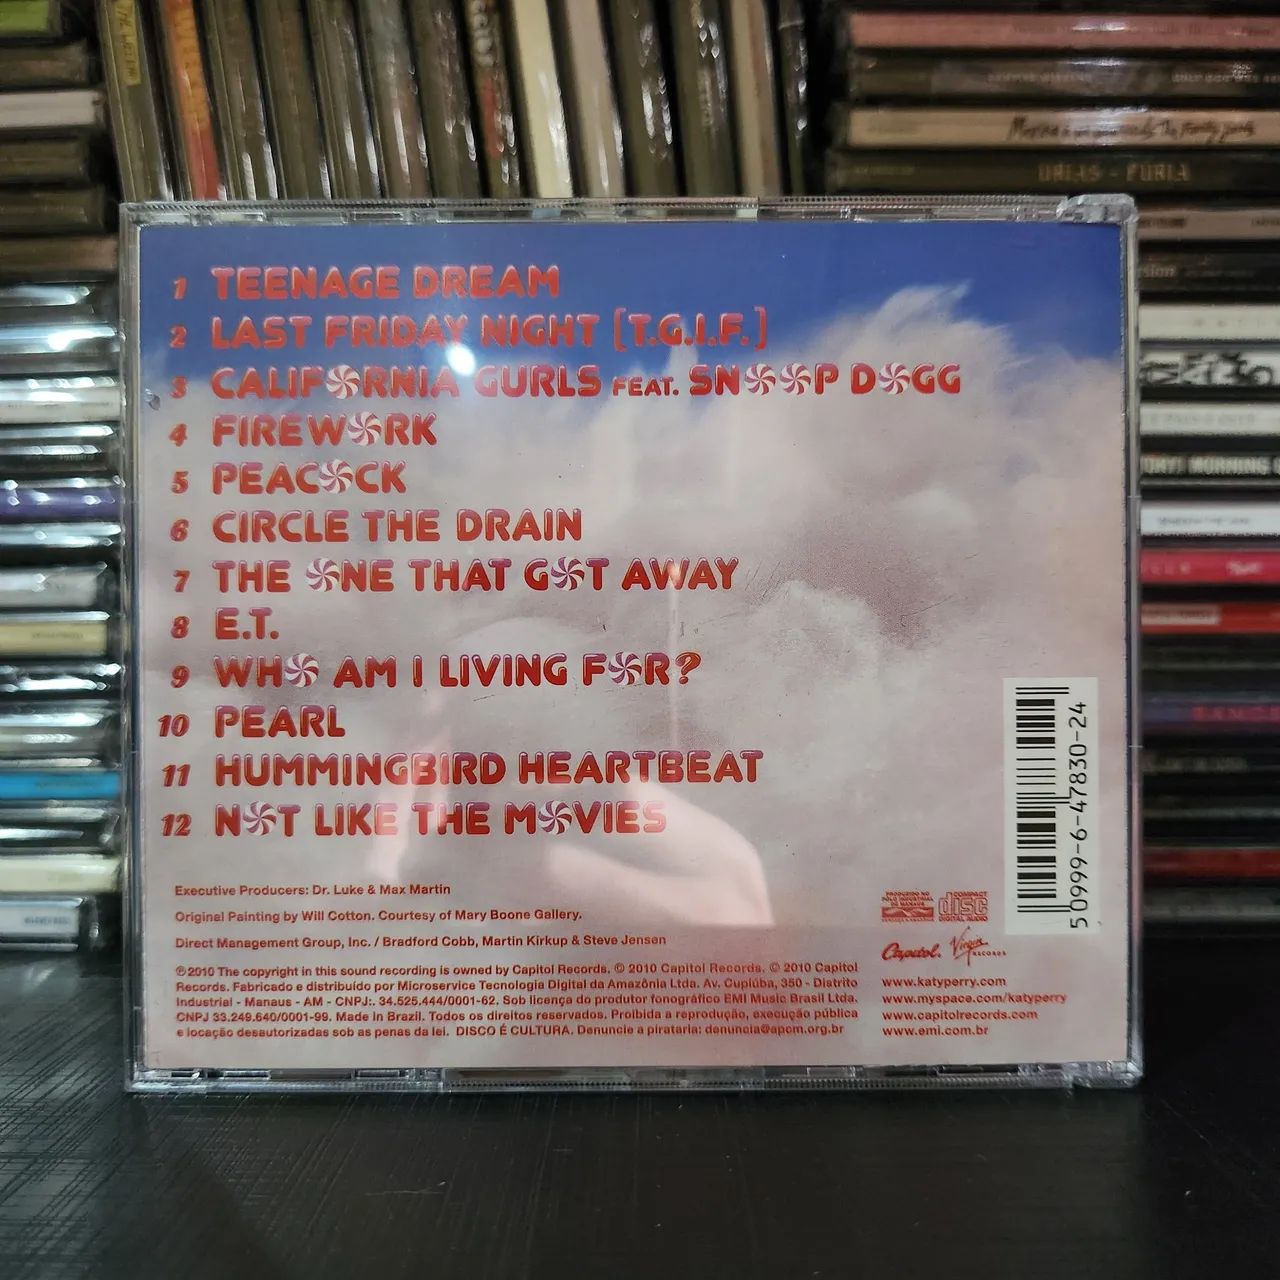 URIAS - FURIA
1 TEENAGE DREAM
2 LAST FRIDAY NIGHT [T.G.I.F.]
3 CALIFORNIA GURLS FEAT. SNOOP DOGG
4 FIREWORK
5 PEACOCK
6 CIRCLE THE DRAIN
7 THE ONE THAT GOT AWAY
8 E.T.
9 WHO AM I LIVING FOR?
10 PEARL
11 HUMMINGBIRD HEARTBEAT
12 NOT LIKE THE MOVIES
Executive Producers: Dr. Luke & Max Martin
Original Painting by Will Cotton. Courtesy of Mary Boone Gallery.
Direct Management Group, Inc. / Bradford Cobb, Martin Kirkup & Steve Jensen
℗2010 The copyright in this sound recording is owned by Capitol Records. © 2010 Capitol Records. © 2010 Capitol
Records. Fabricado e distribuído por Microservice Tecnologia Digital da Amazônia Ltda. Av. Cupiúba, 350 - Distrito
Industrial - Manaus - AM - CNPJ:. 34.525.444/0001-62. Sob licença do produtor fonográfico EMI Music Brasil Ltda.
CNPJ 33.249.640/0001-99. Made in Brazil. Todos os direitos reservados. Proibida a reprodução, execução pública
e locação desautorizadas sob as penas da lei. DISCO É CULTURA. Denuncie a pirataria: denuncia@apcm.org.br
5 0999-6-47830-24
PRODUZIDO NO
POLO INDUSTRIAL
DE MANAUS
COMPACT
disc
DIGITAL AUDIO
Capitol.
Virgin
RECORDS
www.katyperry.com
www.myspace.com/katyperry
www.capitolrecords.com
www.emi.com.br